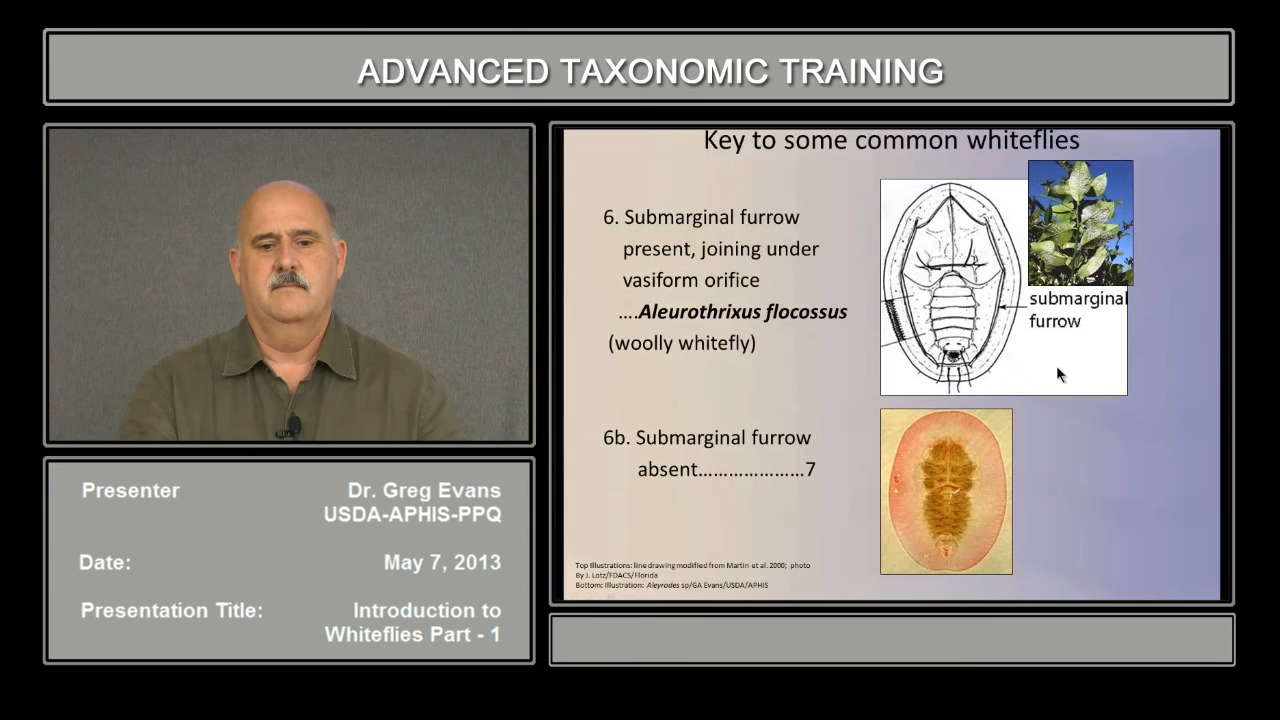 ADVANCED TAXONOMIC TRAINING
Presenter
Dr. Greg Evans
USDA-APHIS-PPQ
Date:
May 7, 2013
Presentation Title:
Introduction to
Whiteflies Part - 1
Key to some common whiteflies
6. Submarginal furrow
present, joining under
vasiform orifice
....Aleurothrixus flocossus
(woolly whitefly)
submarginal
furrow
6b. Submarginal furrow
absent.....................7
Top Illustrations: line drawing modified from Martin et al. 2000; photo
By J. Lotz/FDACS/Florida
Bottom: Illustration: Aleyrodes sp/GA Evans/USDA/APHIS